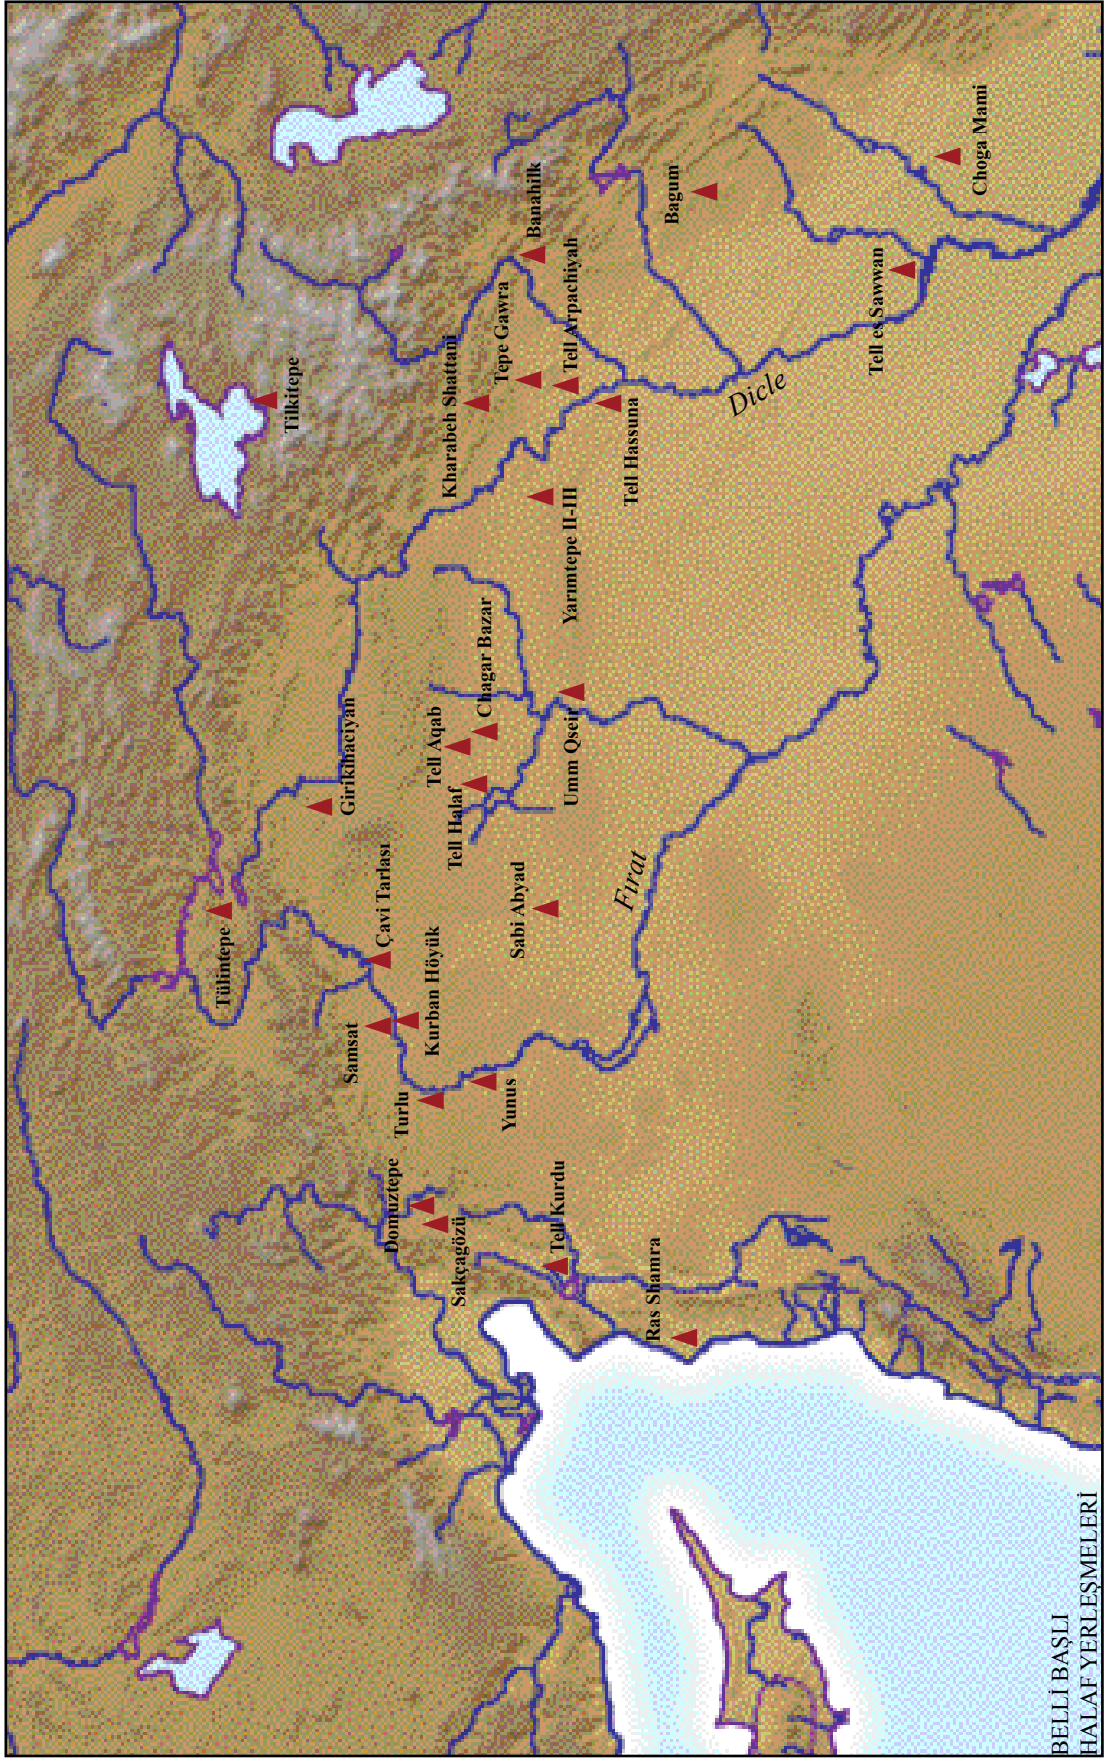 Tilkitepe
Tülintepe
Girikihaciyan
Çavi Tarlası
Samsat
Kurban Höyük
Turlu
Yunus
Domuztepe
Sakçagözü
Tell Kurdu
Ras Shamra
Tell Aqab
Chagar Bazar
Tell Halaf
Umm Qseir
Sabi Abyad
Fırat
Kharabeh Shattani
Tepe Gawra
Banahilk
Tell Arpachiyah
Yarımtepe II-III
Tell Hassuna
Dicle
Bagum
Tell es Sawwan
Choga Mami
BELLİ BAŞLI
HALAF YERLEŞMELERİ